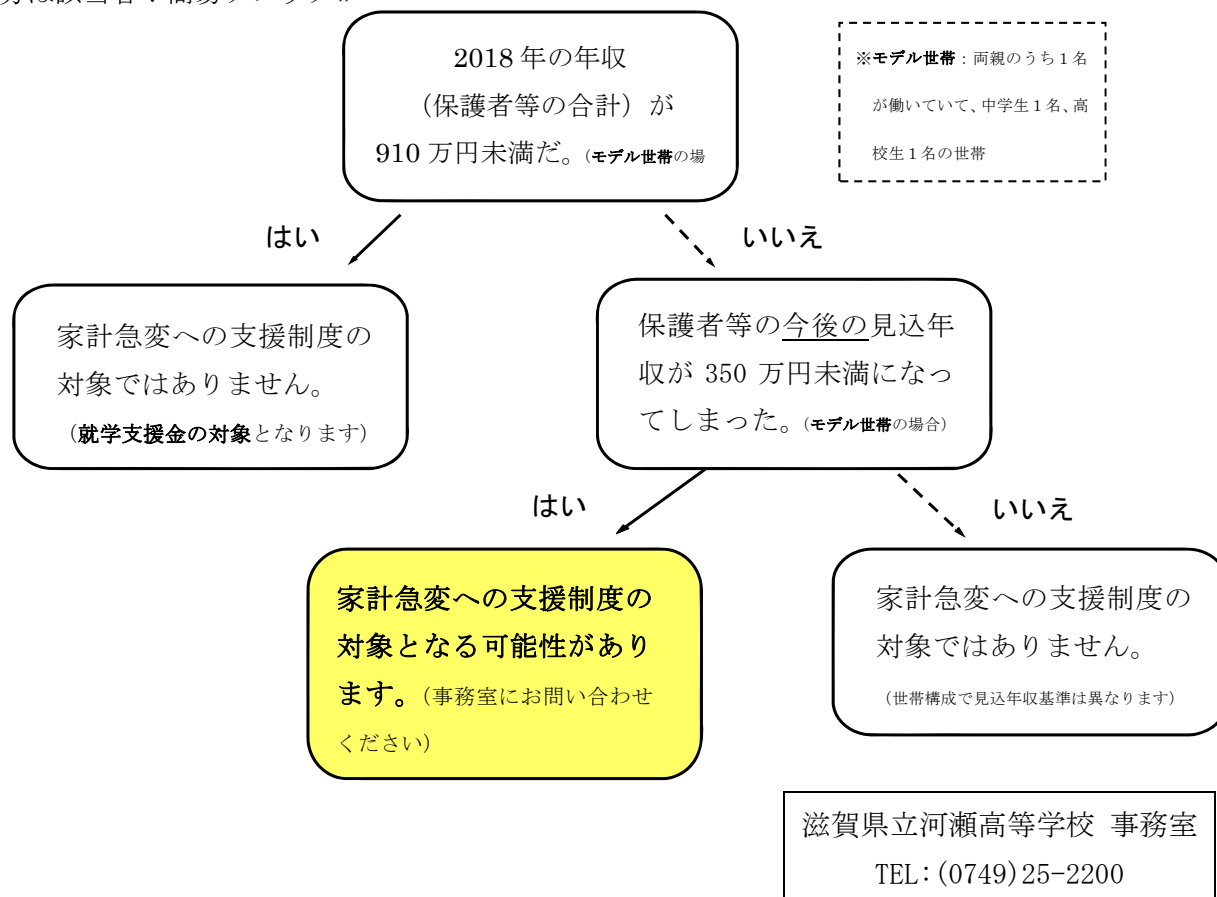 2018 年の年収
（保護者等の合計）が
910 万円未満だ。（モデル世帯の場
※モデル世帯：両親のうち１名
が働いていて、中学生１名、高
校生１名の世帯
はい
いいえ
家計急変への支援制度の
対象ではありません。
（就学支援金の対象となります）
保護者等の今後の見込年
収が 350 万円未満になっ
てしまった。（モデル世帯の場合）
はい
いいえ
家計急変への支援制度の
対象となる可能性があり
ます。（事務室にお問い合わせ
ください）
家計急変への支援制度の
対象ではありません。
（世帯構成で見込年収基準は異なります）
滋賀県立河瀬高等学校 事務室
TEL：(0749)25-2200